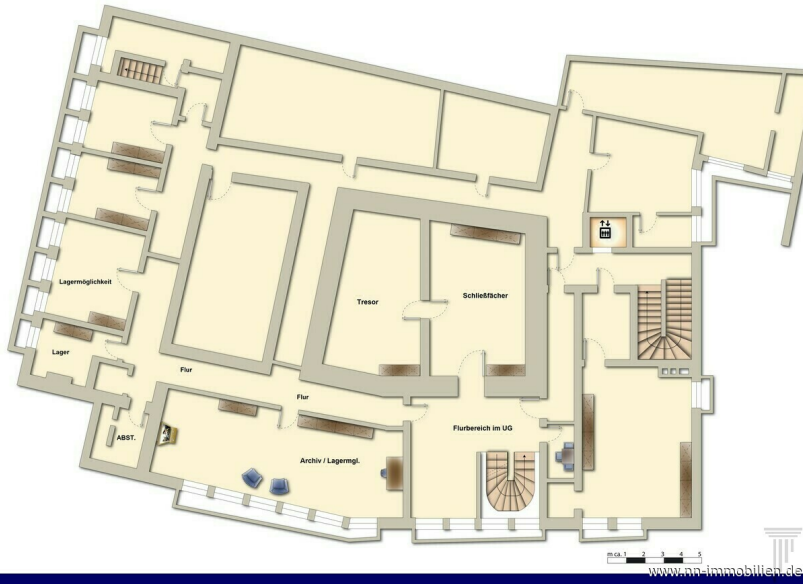 Lagermöglichkeit
Tresor
Schließfächer
Lager
Flur
Flur
Flurbereich im UG
ABST.
Archiv / Lagermgl.
m ca. 1 2 3 4 5
www.nn-immobilien.de